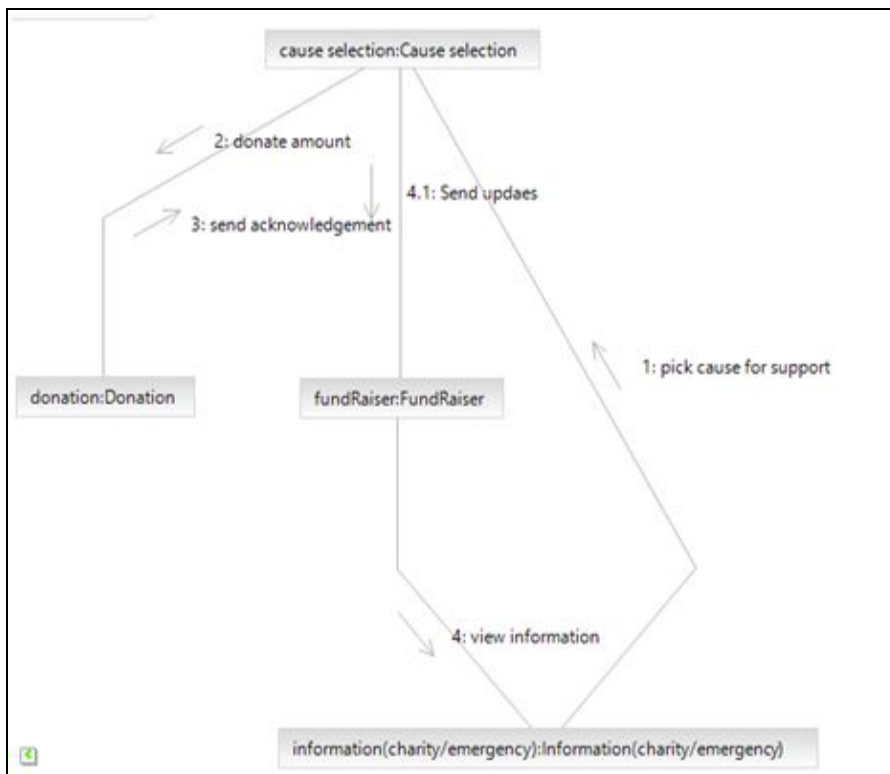 cause selection:Cause selection
2: donate amount
4.1: Send updaes
3: send acknowledgement
1: pick cause for support
donation:Donation
fundRaiser:FundRaiser
4: view information
information(charity/emergency):Information(charity/emergency)